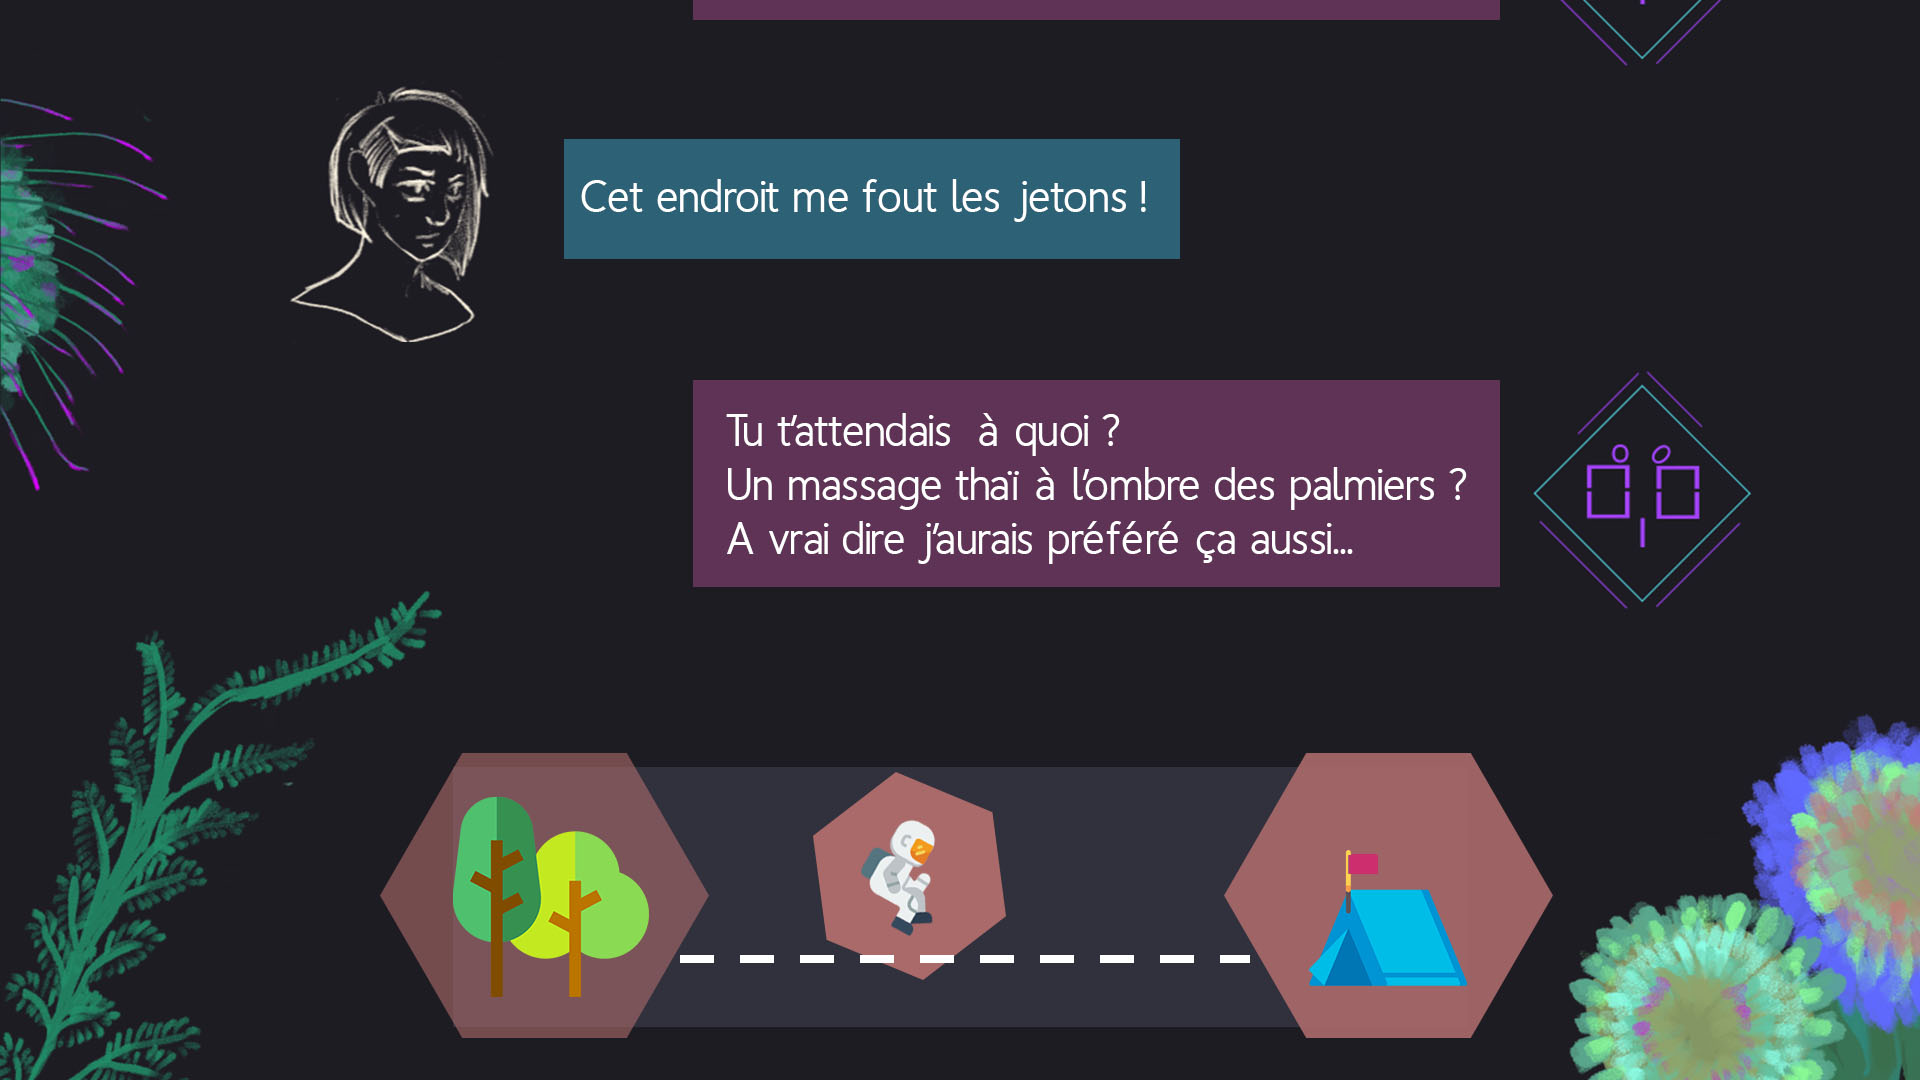 Cet endroit me fout les jetons !
Tu t'attendais à quoi ?
Un massage thaï à l'ombre des palmiers ?
A vrai dire j'aurais préféré ça aussi...